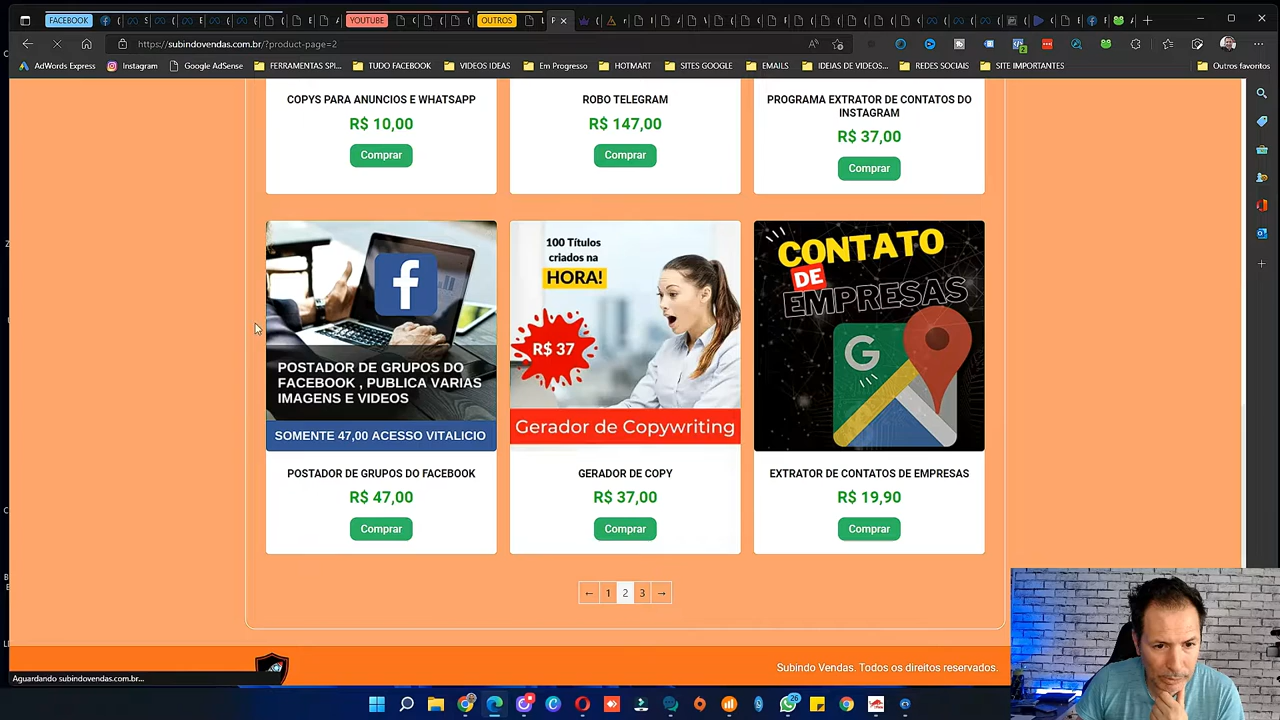 FACEBOOK
YOUTUBE
OUTROS
https://subindovendas.com.br/?product-page=2
AdWords Express
Instagram
Google AdSense
FERRAMENTAS SPI...
TUDO FACEBOOK
VIDEOS IDEAS
Em Progresso
HOTMART
SITES GOOGLE
EMAILS
IDEIAS DE VIDEOS...
REDES SOCIAIS
SITE IMPORTANTES
Outros favoritos
COPYS PARA ANUNCIOS E WHATSAPP
R$ 10,00
Comprar
ROBO TELEGRAM
R$ 147,00
Comprar
PROGRAMA EXTRATOR DE CONTATOS DO
INSTAGRAM
R$ 37,00
Comprar
POSTADOR DE GRUPOS DO
FACEBOOK , PUBLICA VARIAS
IMAGENS E VIDEOS
SOMENTE 47,00 ACESSO VITALICIO
POSTADOR DE GRUPOS DO FACEBOOK
R$ 47,00
Comprar
100 Títulos
criados na
HORA!
R$ 37
Gerador de Copywriting
GERADOR DE COPY
R$ 37,00
Comprar
CONTATO
DE
EMPRESAS
G
EXTRATOR DE CONTATOS DE EMPRESAS
R$ 19,90
Comprar
← 1 2 3 →
Subindo Vendas. Todos os direitos reservados.
Aguardando subindovendas.com.br...